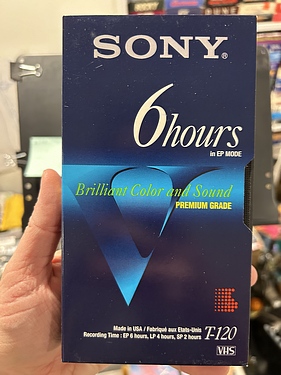 SONY®
6hours
in EP MODE
Brilliant Color and Sound
PREMIUM GRADE
V
Made in USA / Fabriqué aux Etats-Unis
Recording Time : EP 6 hours, LP 4 hours, SP 2 hours
T-120
VHS